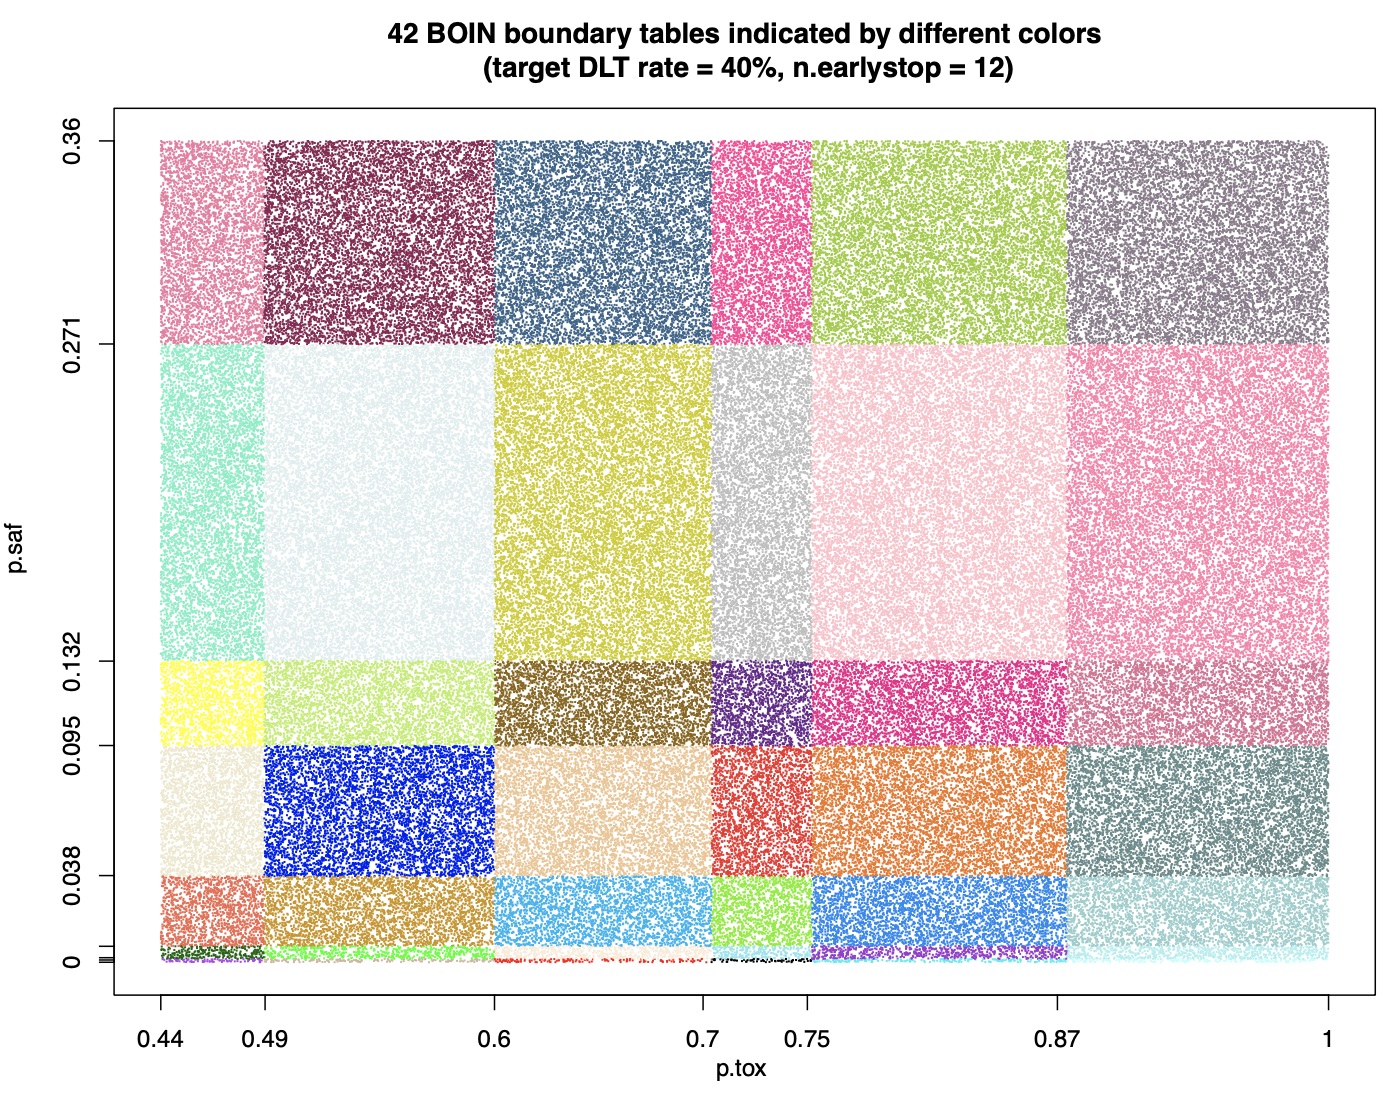 42 BOIN boundary tables indicated by different colors
(target DLT rate = 40%, n.earlystop = 12)
p.saf
0.36
0.271
0.132
0.095
0.038
0
0.44 0.49 0.6 0.7 0.75 0.87 1
p.tox